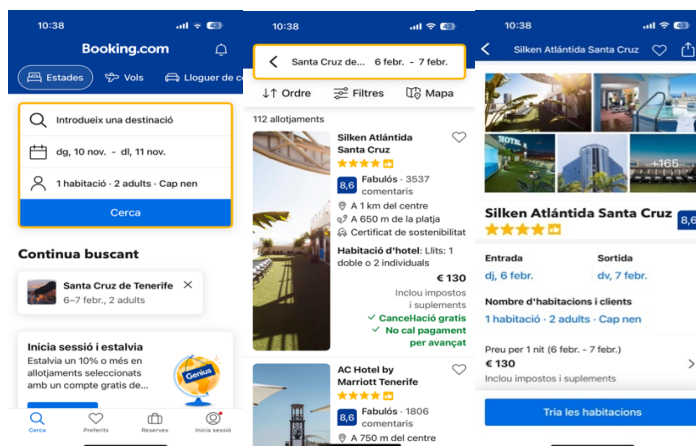 10:38
43
Booking.com
Estades
Vols
Lloguer de c
Introdueix una destinació
dg, 10 nov. - dl, 11 nov.
1 habitació · 2 adults · Cap nen
Cerca
Continua buscant
Santa Cruz de Tenerife
6–7 febr., 2 adults
Inicia sessió i estalvia
Estalvia un 10% o més en
allotjaments seleccionats
amb un compte gratis de...
Genius
Cerca
Preferits
Reserves
Inicia sessió
10:38
43
Santa Cruz de... 6 febr. - 7 febr.
Ordre
Filtres
Mapa
112 allotjaments
Silken Atlántida
Santa Cruz
8,6
Fabulós · 3537
comentaris
A 1 km del centre
A 650 m de la platja
Certificat de sostenibilitat
Habitació d'hotel: Llits: 1
doble o 2 individuals
€ 130
Inclou impostos
i suplements
Cancel·lació gratis
No cal pagament
per avançat
AC Hotel by
Marriott Tenerife
8,6
Fabulós · 1806
comentaris
A 750 m del centre
10:38
43
Silken Atlántida Santa Cruz
HOTEL
+165
Silken Atlántida Santa Cruz
8,6
Entrada
Sortida
dj, 6 febr.
dv, 7 febr.
Nombre d'habitacions i clients
1 habitació · 2 adults · Cap nen
Preu per 1 nit (6 febr. - 7 febr.)
€ 130
Inclou impostos i suplements
Tria les habitacions